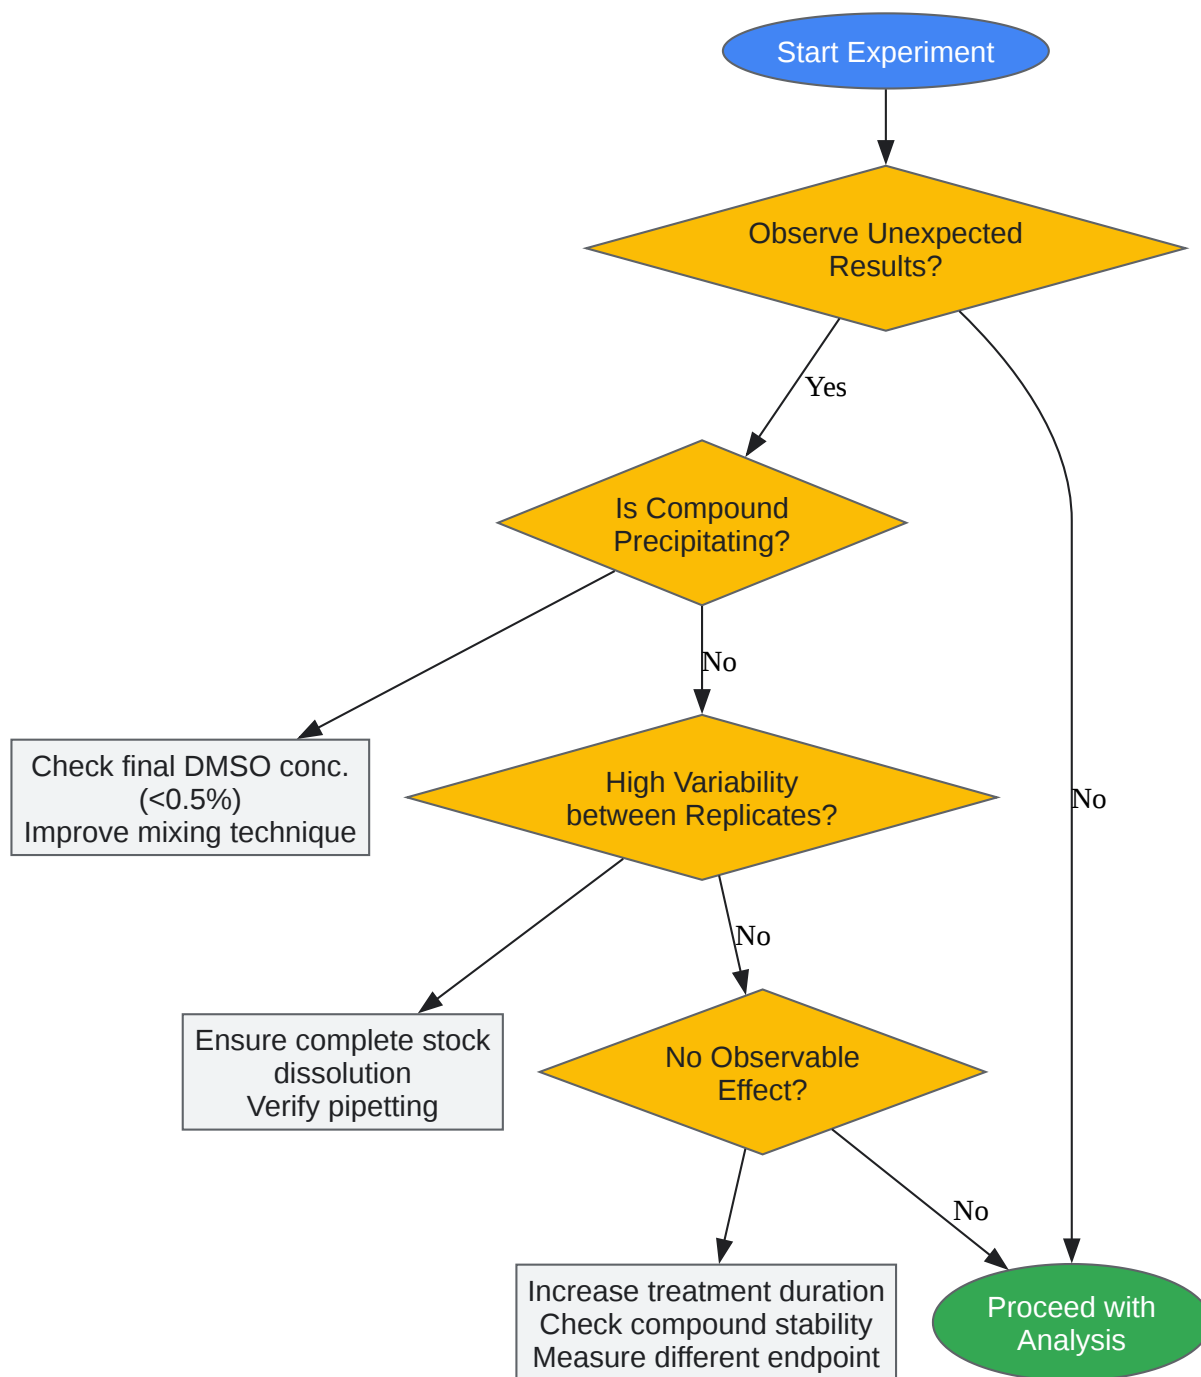 Start Experiment
Observe Unexpected
Results?
Yes
Is Compound
Precipitating?
No
Check final DMSO conc.
(<0.5%)
Improve mixing technique
High Variability
between Replicates?
No
No
Ensure complete stock
dissolution
Verify pipetting
No Observable
Effect?
No
Increase treatment duration
Check compound stability
Measure different endpoint
Proceed with
Analysis